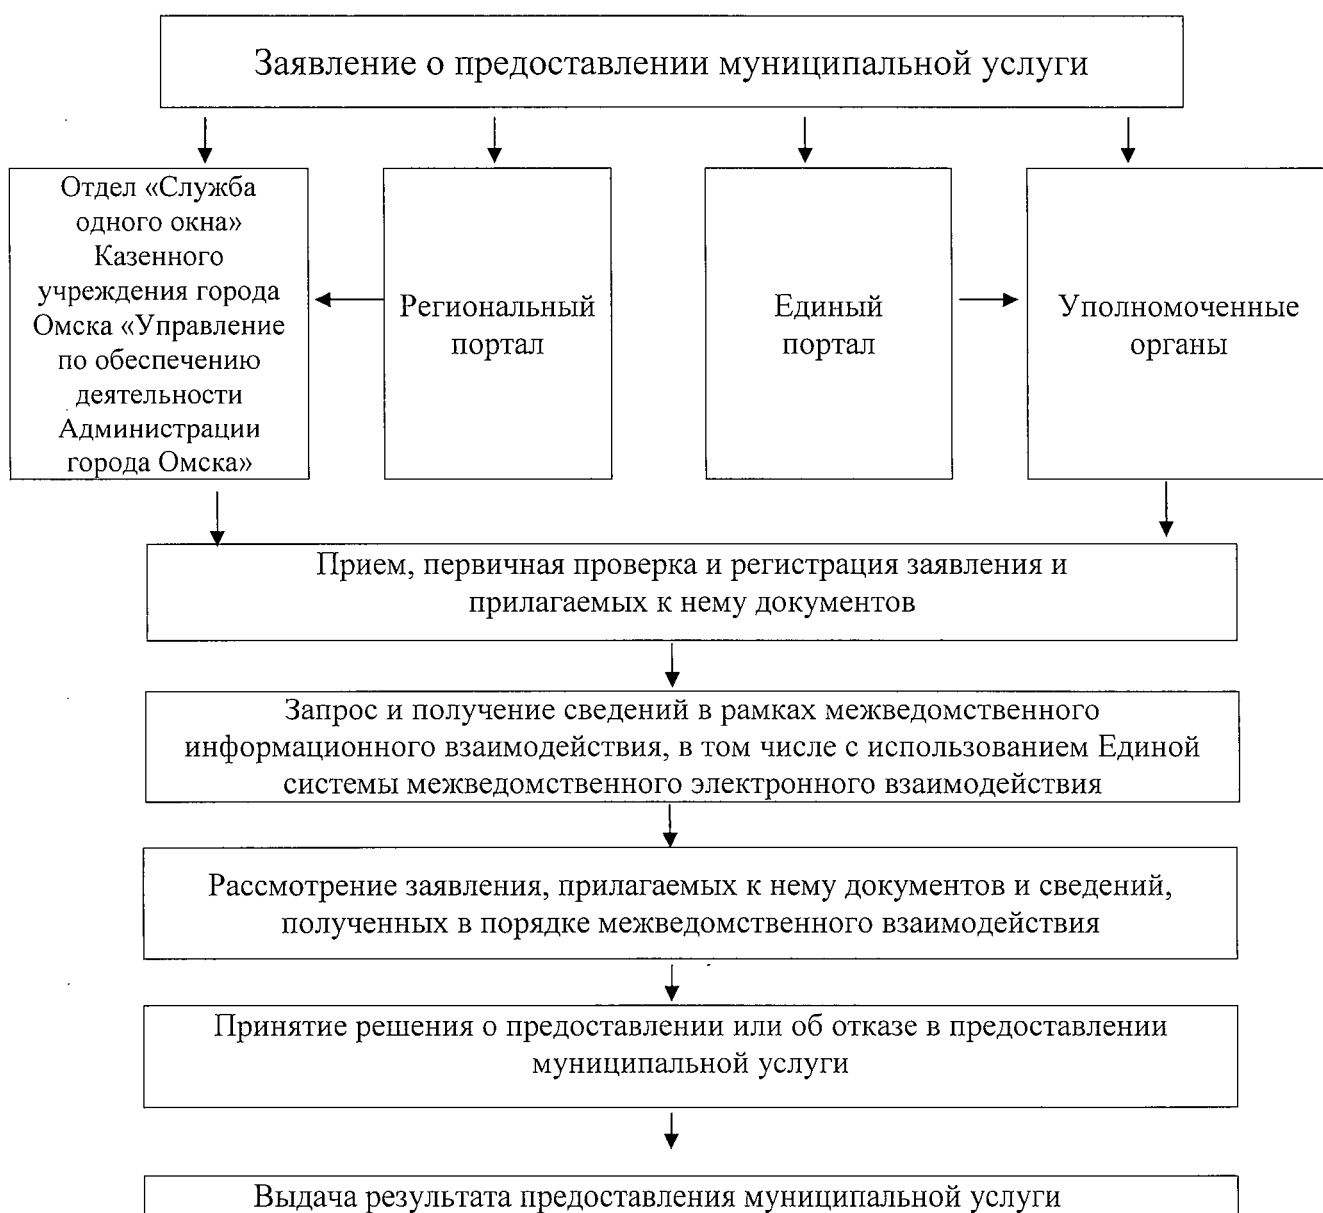 Заявление о предоставлении муниципальной услуги
Отдел «Служба
одного окна»
Казенного
учреждения города
Омска «Управление
по обеспечению
деятельности
Администрации
города Омска»
Региональный
портал
Единый
портал
Уполномоченные
органы
Прием, первичная проверка и регистрация заявления и
прилагаемых к нему документов
Запрос и получение сведений в рамках межведомственного
информационного взаимодействия, в том числе с использованием Единой
системы межведомственного электронного взаимодействия
Рассмотрение заявления, прилагаемых к нему документов и сведений,
полученных в порядке межведомственного взаимодействия
Принятие решения о предоставлении или об отказе в предоставлении
муниципальной услуги
Выдача результата предоставления муниципальной услуги